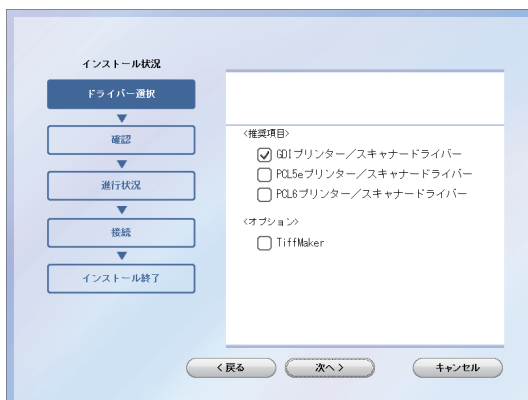 インストール状況
ドライバー選択
確認
進行状況
接続
インストール終了
<推奨項目>
GDIプリンター／スキャナードライバー
PCL5eプリンター／スキャナードライバー
PCL6プリンター／スキャナードライバー
<オプション>
TiffMaker
<戻る
次へ>
キャンセル